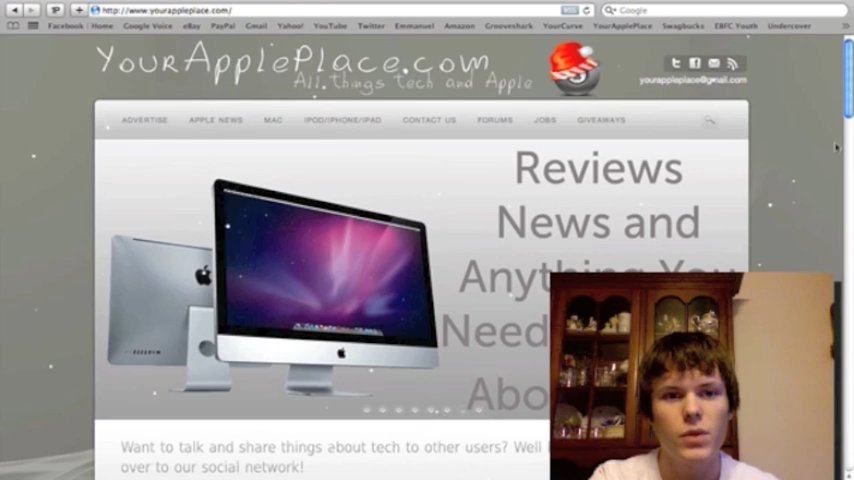 http://www.yourappleplace.com/
RSS
Google
Facebook | Home Google Voice eBay PayPal Gmail Yahoo! YouTube Twitter Emmanuel Amazon Grooveshark YourCurve YourApplePlace Swagbucks EBFC Youth Undercover
YourApplePlace.com
All things tech and Apple
yourappleplace@gmail.com
ADVERTISE APPLE NEWS MAC IPOD/IPHONE/IPAD CONTACT US FORUMS JOBS GIVEAWAYS
Reviews
News and
Anything You
Need
Abo
Want to talk and share things about tech to other users? Well
over to our social network!